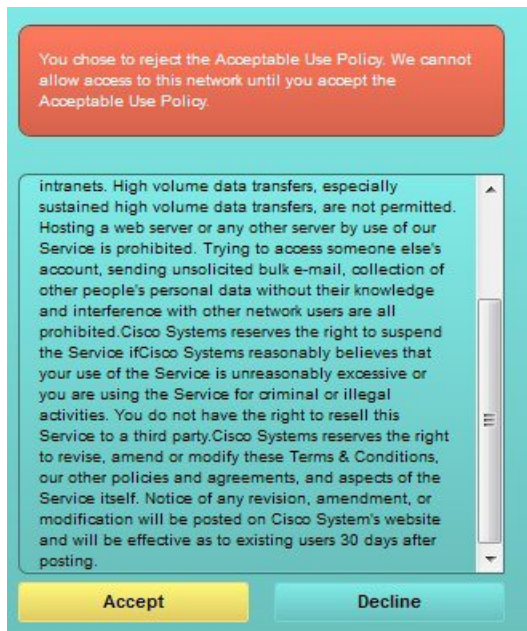 You chose to reject the Acceptable Use Policy. We cannot
allow access to this network until you accept the
Acceptable Use Policy.
intranets. High volume data transfers, especially
sustained high volume data transfers, are not permitted.
Hosting a web server or any other server by use of our
Service is prohibited. Trying to access someone else's
account, sending unsolicited bulk e-mail, collection of
other people's personal data without their knowledge
and interference with other network users are all
prohibited.Cisco Systems reserves the right to suspend
the Service ifCisco Systems reasonably believes that
your use of the Service is unreasonably excessive or
you are using the Service for criminal or illegal
activities. You do not have the right to resell this
Service to a third party.Cisco Systems reserves the right
to revise, amend or modify these Terms & Conditions,
our other policies and agreements, and aspects of the
Service itself. Notice of any revision, amendment, or
modification will be posted on Cisco System's website
and will be effective as to existing users 30 days after
posting.
Accept Decline